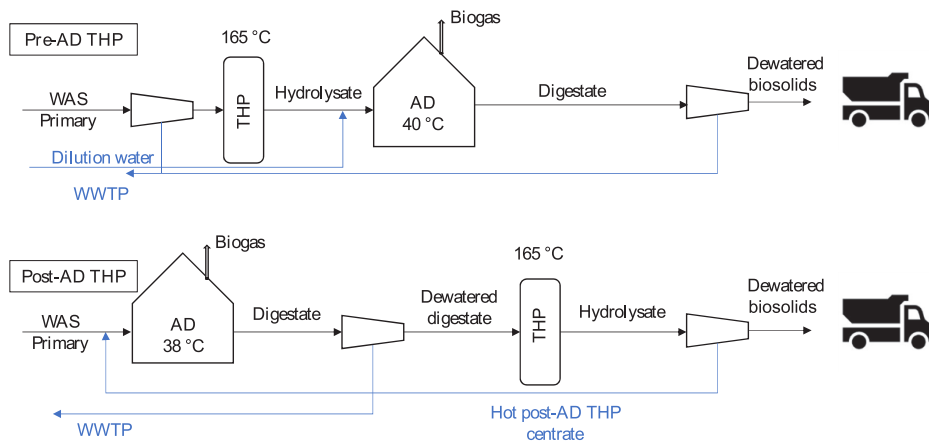 Pre-AD THP
165 °C
Biogas
WAS
Primary
THP
Hydrolysate
AD
40 °C
Digestate
Dewatered
biosolids
Dilution water
WWTP
Post-AD THP
Biogas
165 °C
WAS
Primary
AD
38 °C
Digestate
Dewatered
digestate
THP
Hydrolysate
Dewatered
biosolids
WWTP
Hot post-AD THP
centrate